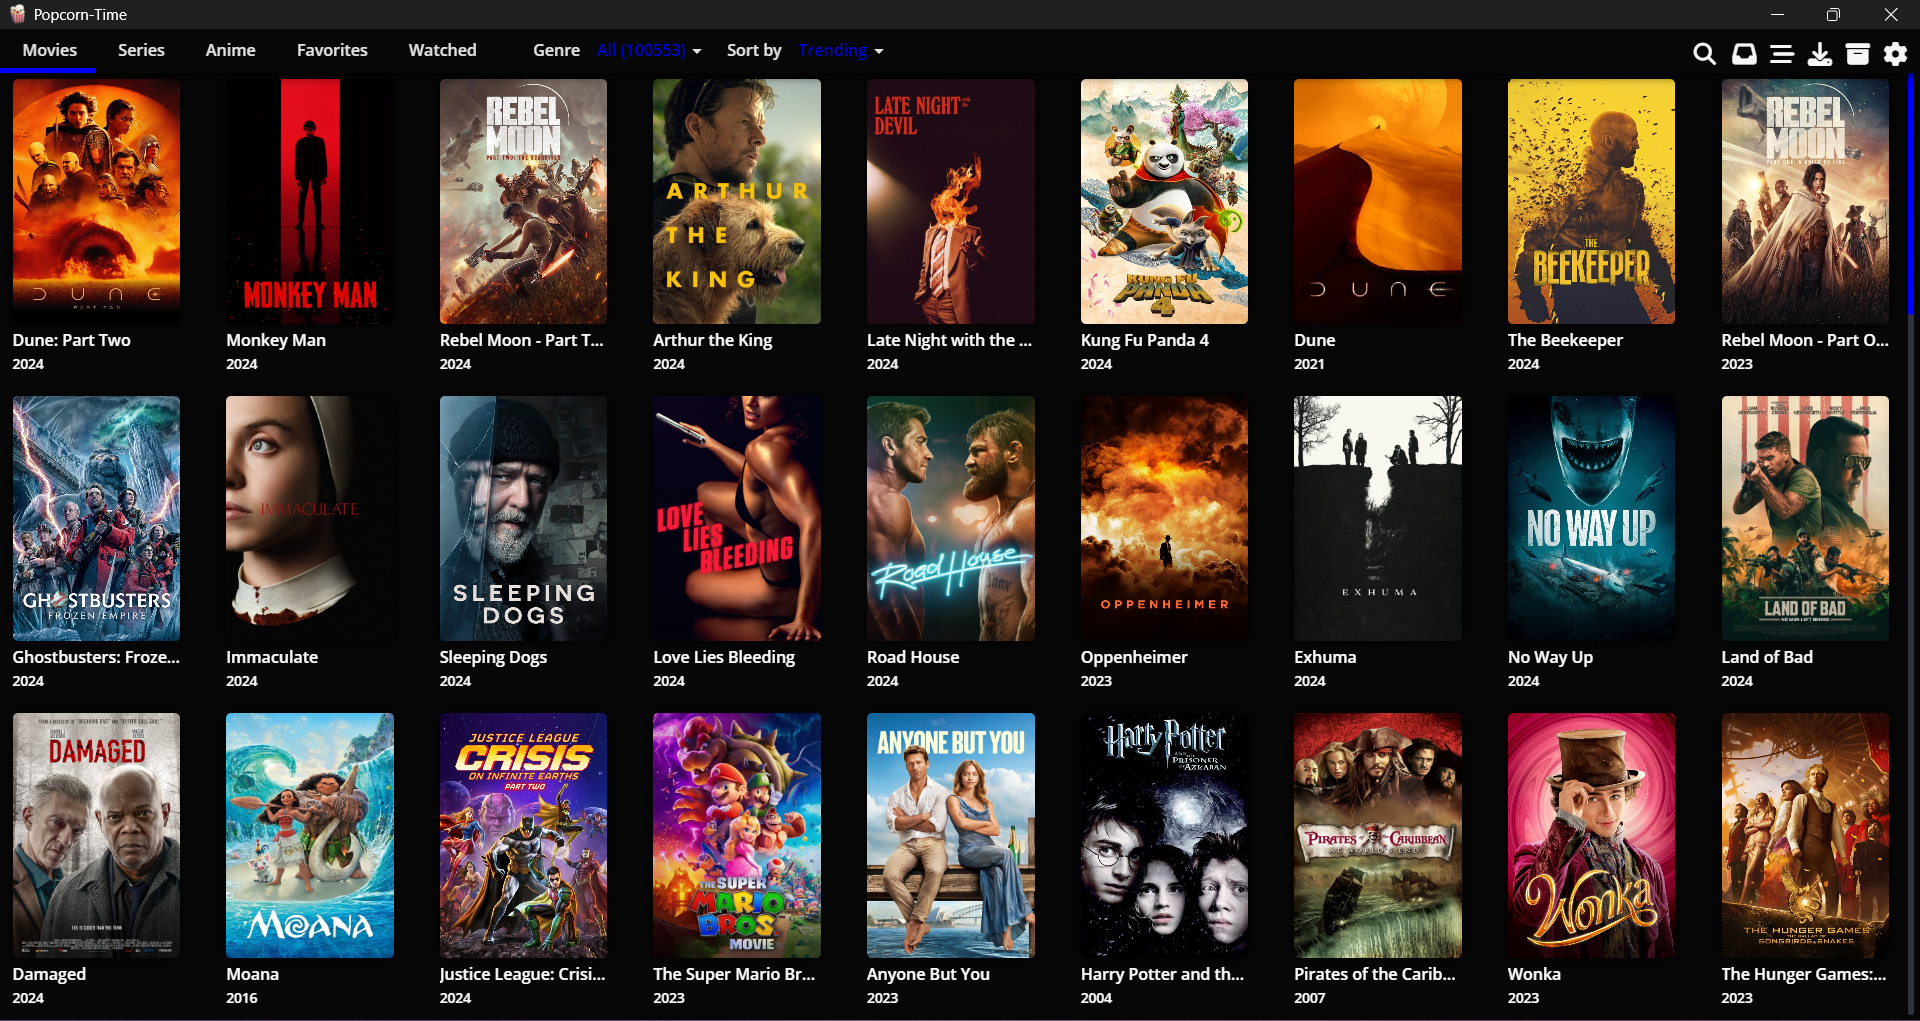 Popcorn-Time
Movies Series Anime Favorites Watched Genre All (100553) Sort by Trending
DUNE
PART TWO
MONKEY MAN
REBEL
MOON
PART TWO: THE SCARGIVER
ARTHUR
THE
KING
LATE NIGHT with the
DEVIL
KUNG FU
PANDA
4
DUNE
THE
BEEKEEPER
REBEL
MOON
PART ONE: A CHILD OF FIRE
Dune: Part Two
Monkey Man
Rebel Moon - Part T...
Arthur the King
Late Night with the ...
Kung Fu Panda 4
Dune
The Beekeeper
Rebel Moon - Part O...
2024
2024
2024
2024
2024
2024
2021
2024
2023
GHOSTBUSTERS
FROZEN EMPIRE
IMMACULATE
SLEEPING
DOGS
LOVE
LIES
BLEEDING
Road House
OPPENHEIMER
EXHUMA
NO WAY UP
LAND OF BAD
NO MAN LEFT BEHIND
Ghostbusters: Froze...
Immaculate
Sleeping Dogs
Love Lies Bleeding
Road House
Oppenheimer
Exhuma
No Way Up
Land of Bad
2024
2024
2024
2024
2024
2023
2024
2024
2024
DAMAGED
MOANA
JUSTICE LEAGUE
CRISIS
ON INFINITE EARTHS
PART TWO
THE SUPER
MARIO
BROS.
MOVIE
ANYONE BUT YOU
Harry Potter
AND THE
PRISONER
OF AZKABAN
PIRATES of the CARIBBEAN
AT WORLD'S END
Wonka
THE HUNGER GAMES
THE BALLAD OF
SONGBIRDS & SNAKES
Damaged
Moana
Justice League: Crisi...
The Super Mario Br...
Anyone But You
Harry Potter and th...
Pirates of the Carib...
Wonka
The Hunger Games:...
2024
2016
2024
2023
2023
2004
2007
2023
2023